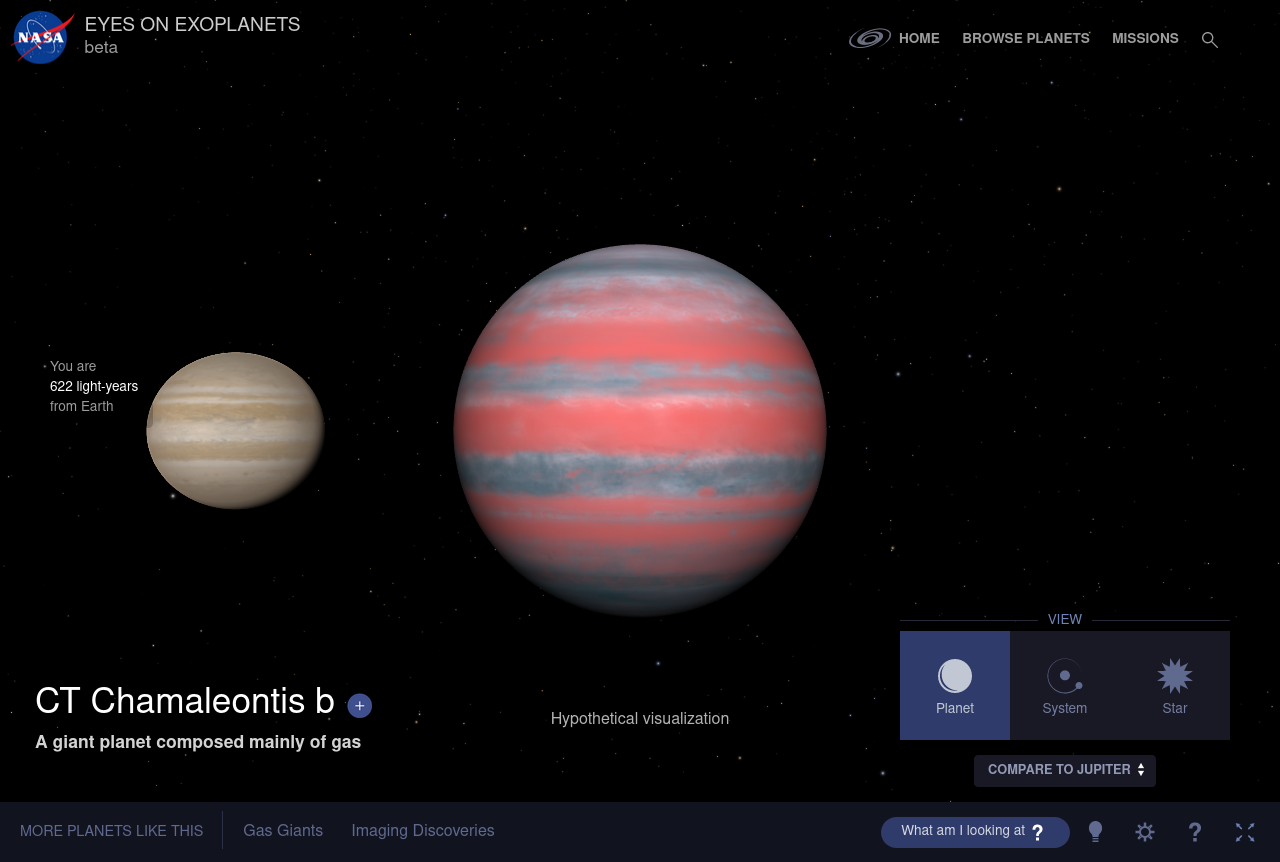 NASA
EYES ON EXOPLANETS
beta
HOME
BROWSE PLANETS
MISSIONS
You are
622 light-years
from Earth
CT Chamaleontis b
A giant planet composed mainly of gas
Hypothetical visualization
VIEW
Planet
System
Star
COMPARE TO JUPITER
MORE PLANETS LIKE THIS
Gas Giants
Imaging Discoveries
What am I looking at ?
?